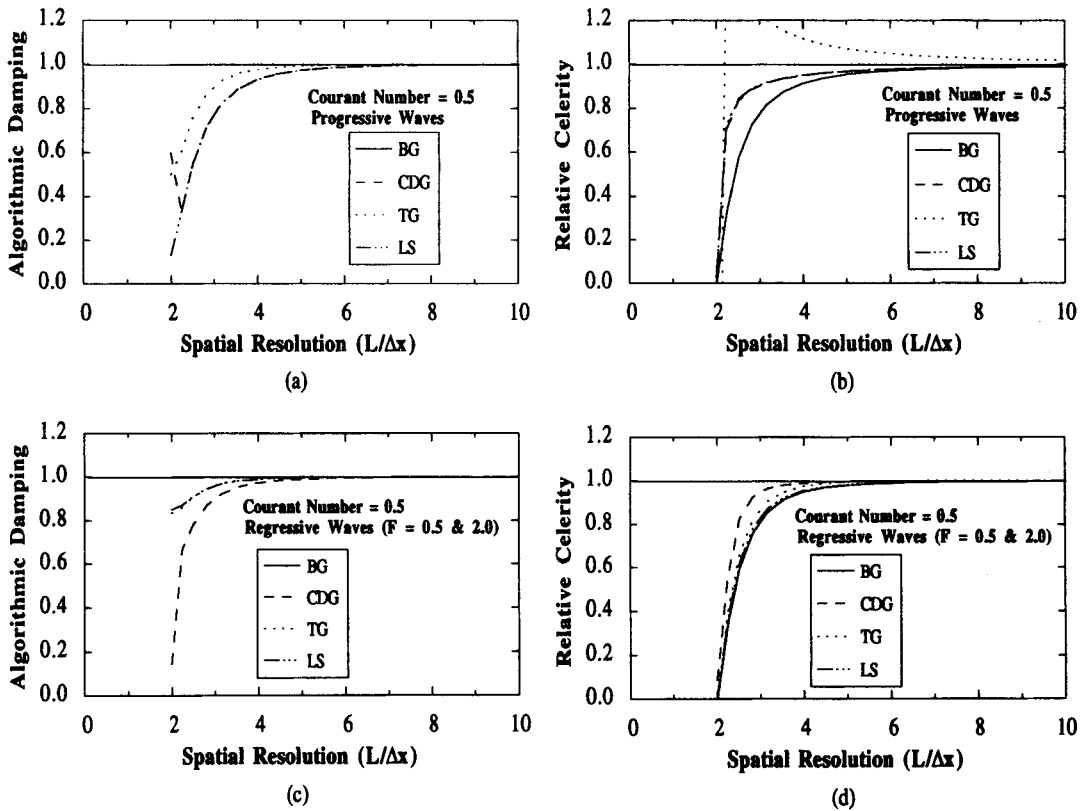 1.2
1.0
0.8
0.6
0.4
0.2
0.0
Algorithmic Damping
Courant Number = 0.5
Progressive Waves
BG
CDG
TG
LS
0 2 4 6 8 10
Spatial Resolution (L/Δx)
(a)
1.2
1.0
0.8
0.6
0.4
0.2
0.0
Relative Celerity
Courant Number = 0.5
Progressive Waves
BG
CDG
TG
LS
0 2 4 6 8 10
Spatial Resolution (L/Δx)
(b)
1.2
1.0
0.8
0.6
0.4
0.2
0.0
Algorithmic Damping
Courant Number = 0.5
Regressive Waves (F = 0.5 & 2.0)
BG
CDG
TG
LS
0 2 4 6 8 10
Spatial Resolution (L/Δx)
(c)
1.2
1.0
0.8
0.6
0.4
0.2
0.0
Relative Celerity
Courant Number = 0.5
Regressive Waves (F = 0.5 & 2.0)
BG
CDG
TG
LS
0 2 4 6 8 10
Spatial Resolution (L/Δx)
(d)